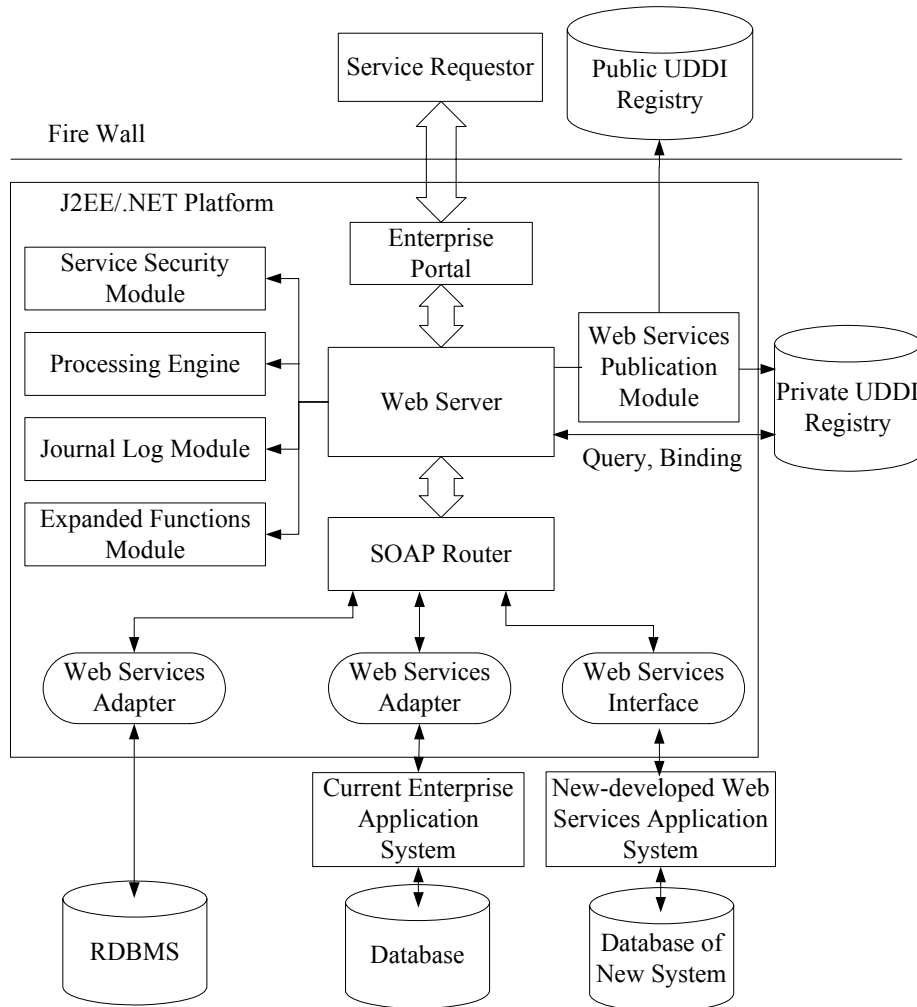 Service Requestor
Public UDDI
Registry
Fire Wall
J2EE/.NET Platform
Enterprise
Portal
Service Security
Module
Processing Engine
Journal Log Module
Expanded Functions
Module
Web Server
Web Services
Publication
Module
Private UDDI
Registry
Query, Binding
SOAP Router
Web Services
Adapter
Web Services
Adapter
Web Services
Interface
Current Enterprise
Application
System
New-developed Web
Services Application
System
RDBMS
Database
Database of
New System